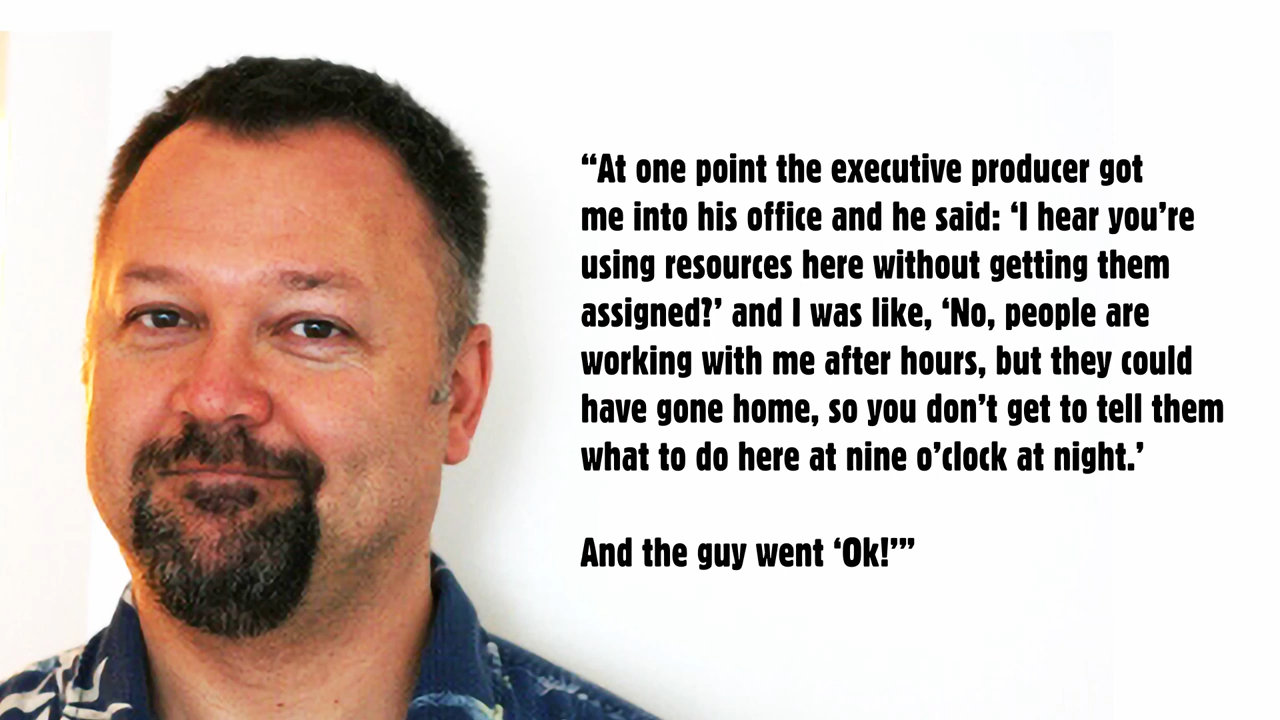 “At one point the executive producer got
me into his office and he said: ‘I hear you’re
using resources here without getting them
assigned?’ and I was like, ‘No, people are
working with me after hours, but they could
have gone home, so you don’t get to tell them
what to do here at nine o’clock at night.’
And the guy went ‘Ok!’”